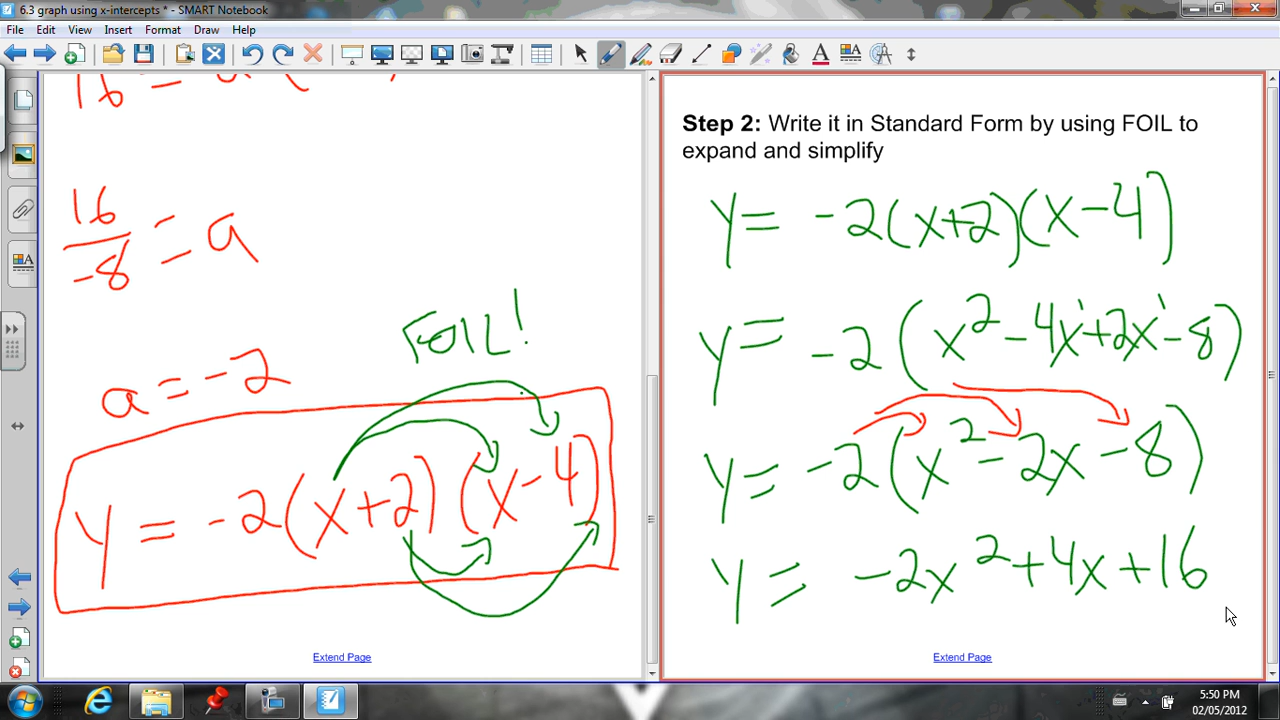 6.3 graph using x-intercepts * - SMART Notebook
File Edit View Insert Format Draw Help
16/-8 = a
a = -2
FOIL!
y = -2(x+2)(x-4)
Extend Page
Step 2: Write it in Standard Form by using FOIL to
expand and simplify
y = -2(x+2)(x-4)
y = -2(x² - 4x¹ + 2x¹ - 8)
y = -2(x² - 2x - 8)
y = -2x² + 4x + 16
Extend Page
5:50 PM
02/05/2012